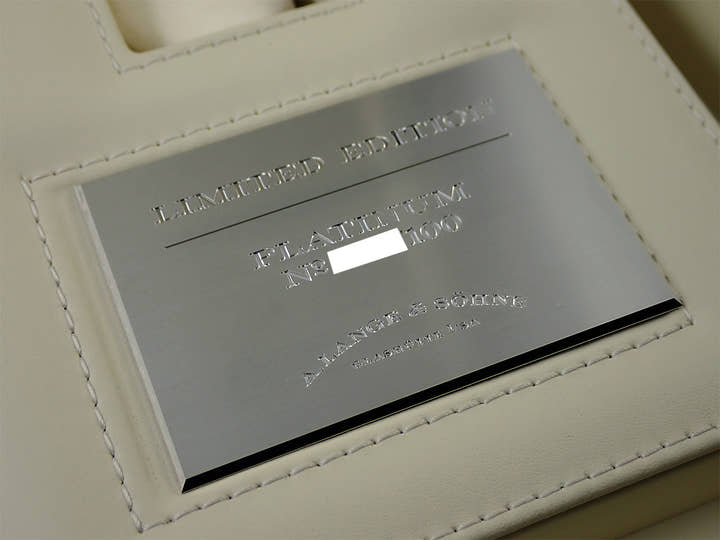 LIMITED EDITION
PLATINUM
№ 100
A. LANGE & SÖHNE
GLASHÜTTE I/SA